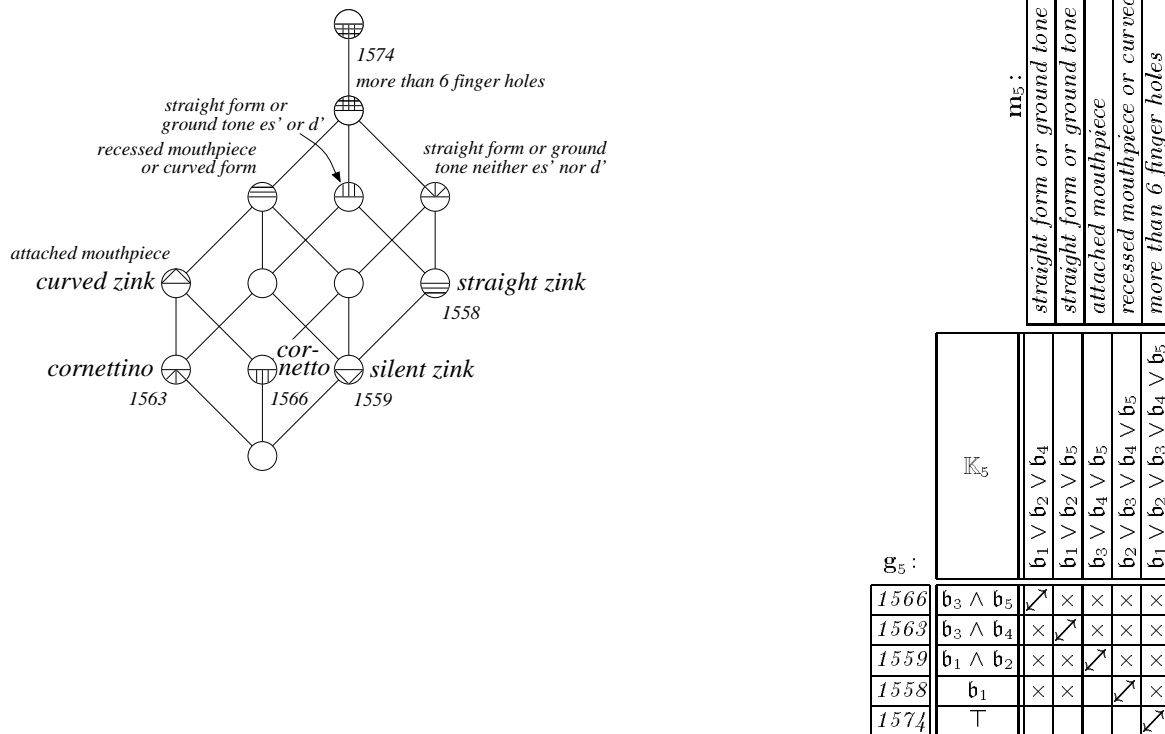 1574
more than 6 finger holes
straight form or
ground tone es' or d'
recessed mouthpiece
or curved form
straight form or ground
tone neither es' nor d'
attached mouthpiece
curved zink
straight zink
1558
cornettino
cor-
netto
silent zink
1563
1566
1559
m₅ :
straight form or ground tone
straight form or ground tone
attached mouthpiece
recessed mouthpiece or curved
more than 6 finger holes
g₅ :
𝕂₅
𝔟₁ ∨ 𝔟₂ ∨ 𝔟₄
𝔟₁ ∨ 𝔟₂ ∨ 𝔟₅
𝔟₃ ∨ 𝔟₄ ∨ 𝔟₅
𝔟₂ ∨ 𝔟₃ ∨ 𝔟₄ ∨ 𝔟₅
𝔟₁ ∨ 𝔟₂ ∨ 𝔟₃ ∨ 𝔟₄ ∨ 𝔟₅
1566 𝔟₃ ∧ 𝔟₅ ⤢ × × × ×
1563 𝔟₃ ∧ 𝔟₄ × ⤢ × × ×
1559 𝔟₁ ∧ 𝔟₂ × × ⤢ × ×
1558 𝔟₁ × × ⤢ ×
1574 ⊤ ⤢